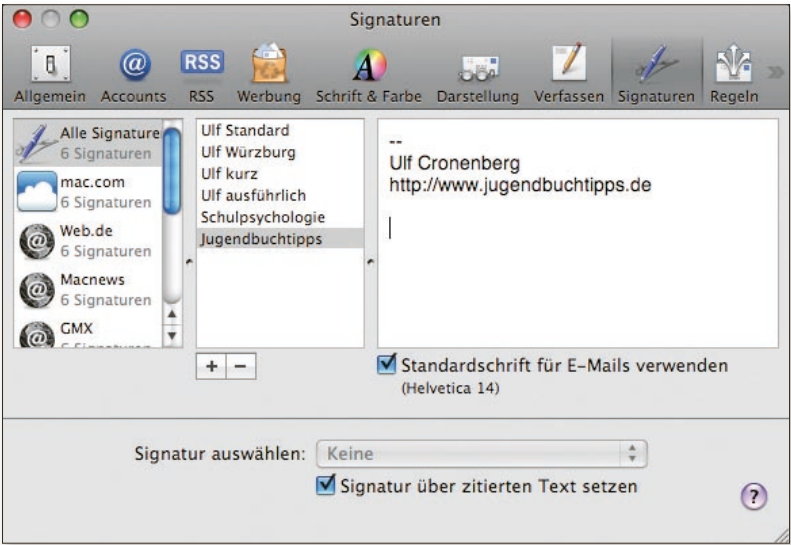 Signaturen
RSS
Allgemein Accounts RSS Werbung Schrift & Farbe Darstellung Verfassen Signaturen Regeln
Alle Signature
6 Signaturen
mac.com
6 Signaturen
Web.de
6 Signaturen
Macnews
6 Signaturen
GMX
Ulf Standard
Ulf Würzburg
Ulf kurz
Ulf ausführlich
Schulpsychologie
Jugendbuchtipps
--
Ulf Cronenberg
http://www.jugendbuchtipps.de
Standardschrift für E-Mails verwenden
(Helvetica 14)
Signatur auswählen: Keine
Signatur über zitierten Text setzen